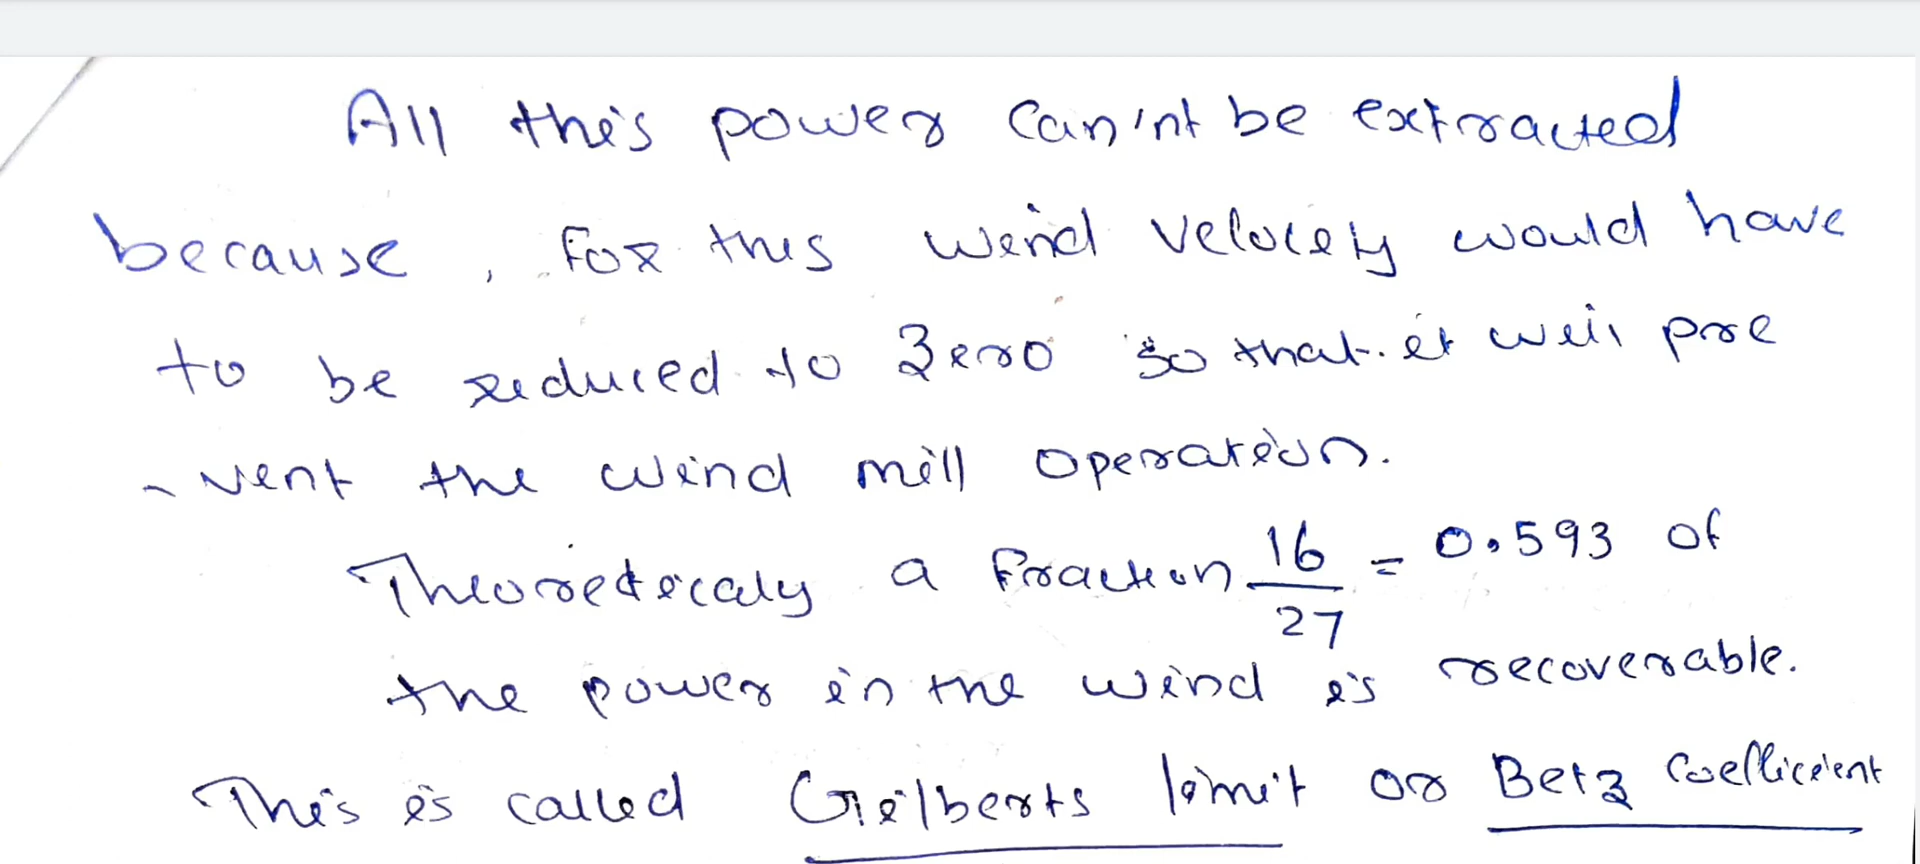 All this power can'nt be extracted
because, for this wind velocity would have
to be reduced to zero so that it will pre
- vent the wind mill operation.
Theoreticaly a fraction 16/27 = 0.593 of
the power in the wind is recoverable.
This is called Gilberts limit or Betz Coefficient